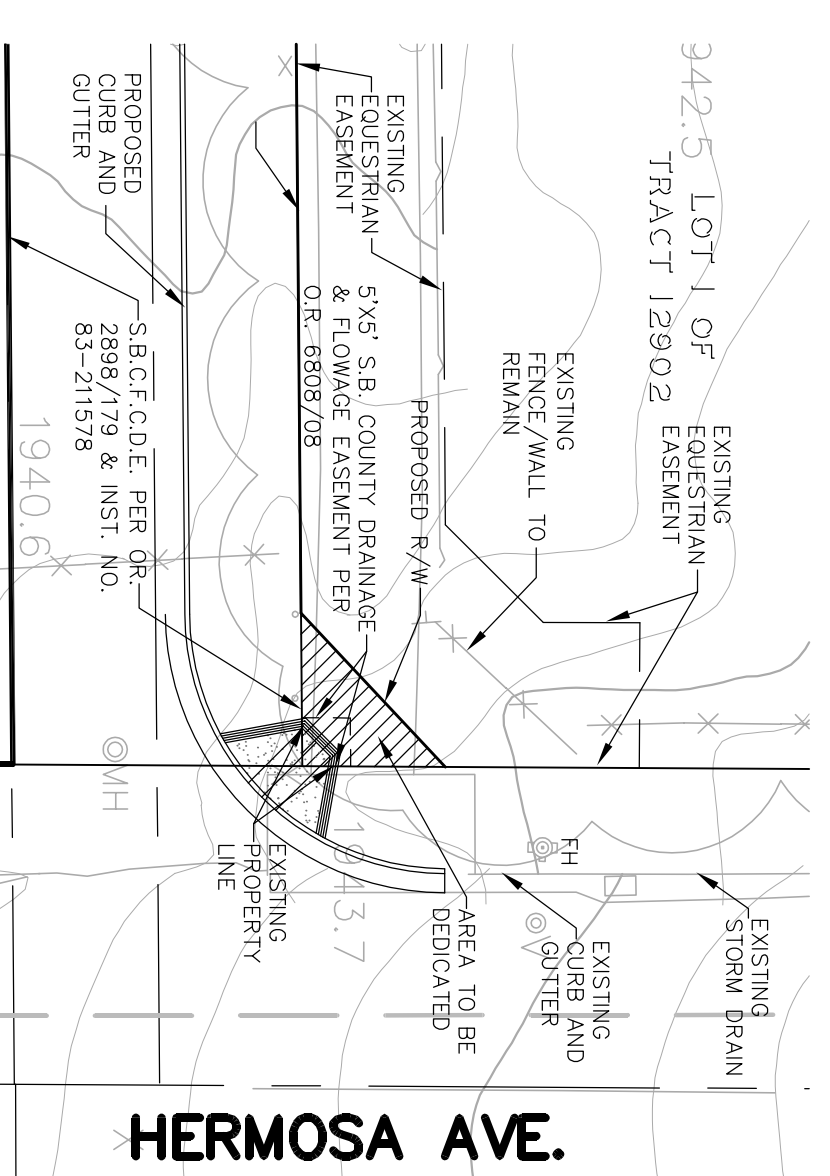 942.5
LOT 1 OF
TRACT 12902
EXISTING
EQUESTRIAN
EASEMENT
EXISTING
FENCE/WALL TO
REMAIN
PROPOSED R/W
EXISTING
EQUESTRIAN
EASEMENT
5'X5' S.B. COUNTY DRAINAGE
& FLOWAGE EASEMENT PER
O.R. 6808/08
PROPOSED
CURB AND
GUTTER
S.B.C.F.C.D.E. PER OR.
2898/179 & INST. NO.
83-211578
1940.6
MH
EXISTING
PROPERTY
LINE
1943.7
AREA TO BE
DEDICATED
FH
V
EXISTING
CURB AND
GUTTER
EXISTING
STORM DRAIN
HERMOSA AVE.